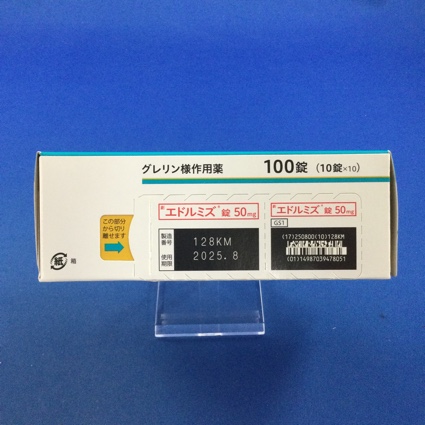 グレリン様作用薬 100錠 (10錠×10)
この部分
から切り
離せます
エドルミズ®錠 50mg
製造
番号
128KM
使用
期限
2025.8
エドルミズ®錠 50mg
GS1
(17)250800(10)128KM
(01)14987039478051
紙 箱